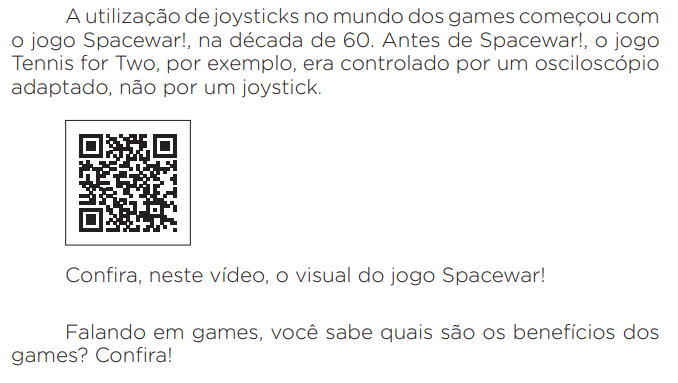 A utilização de joysticks no mundo dos games começou com
o jogo Spacewar!, na década de 60. Antes de Spacewar!, o jogo
Tennis for Two, por exemplo, era controlado por um osciloscópio
adaptado, não por um joystick.
Confira, neste vídeo, o visual do jogo Spacewar!
Falando em games, você sabe quais são os benefícios dos
games? Confira!